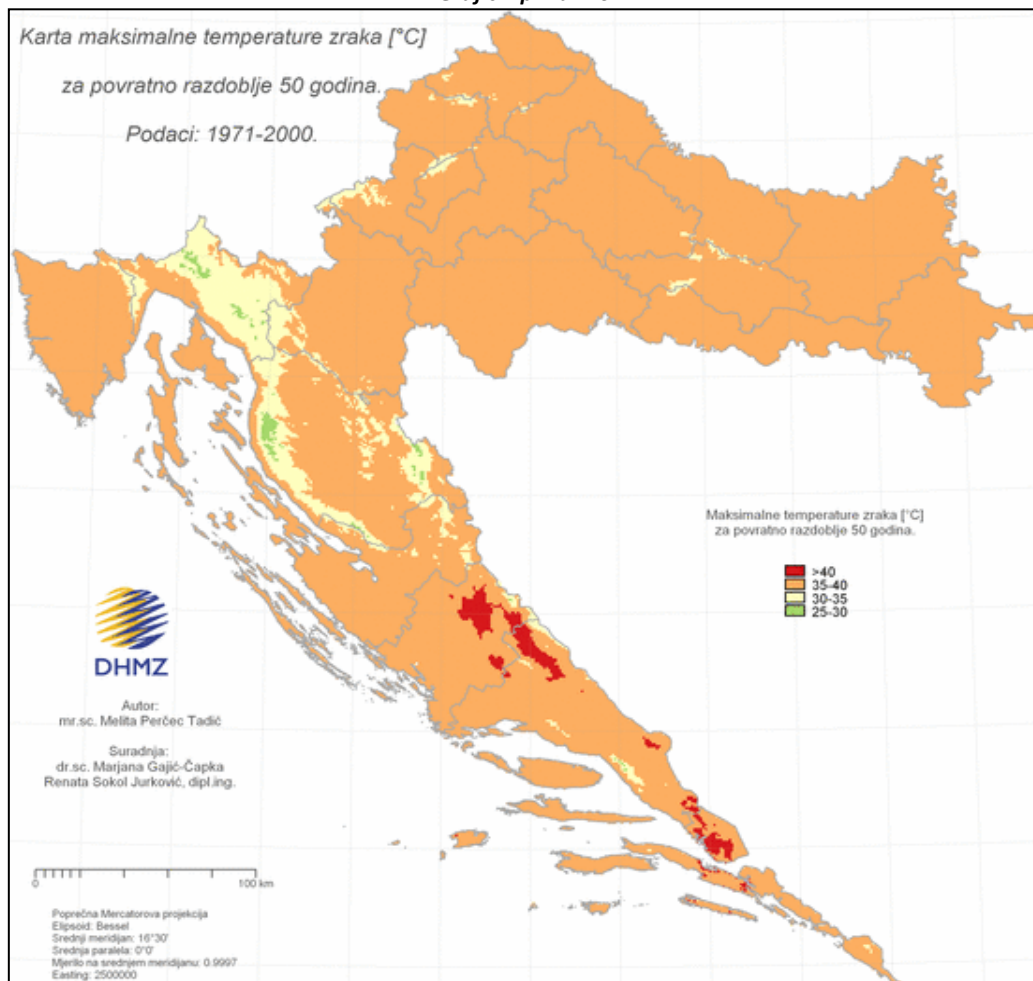 Karta maksimalne temperature zraka [°C]
za povratno razdoblje 50 godina.
Podaci: 1971-2000.
Maksimalne temperature zraka [°C]
za povratno razdoblje 50 godina.
>40
35-40
30-35
25-30
DHMZ
Autor:
mr.sc. Melita Perčec Tadić
Suradnja:
dr.sc. Marjana Gajić-Čapka
Renata Sokol Jurković, dipl.ing.
0 100 km
Poprečna Mercatorova projekcija
Elipsoid: Bessel
Srednji meridijan: 16°30'
Srednja paralela: 0°0'
Mjerilo na srednjem meridijanu: 0.9997
Easting: 2500000